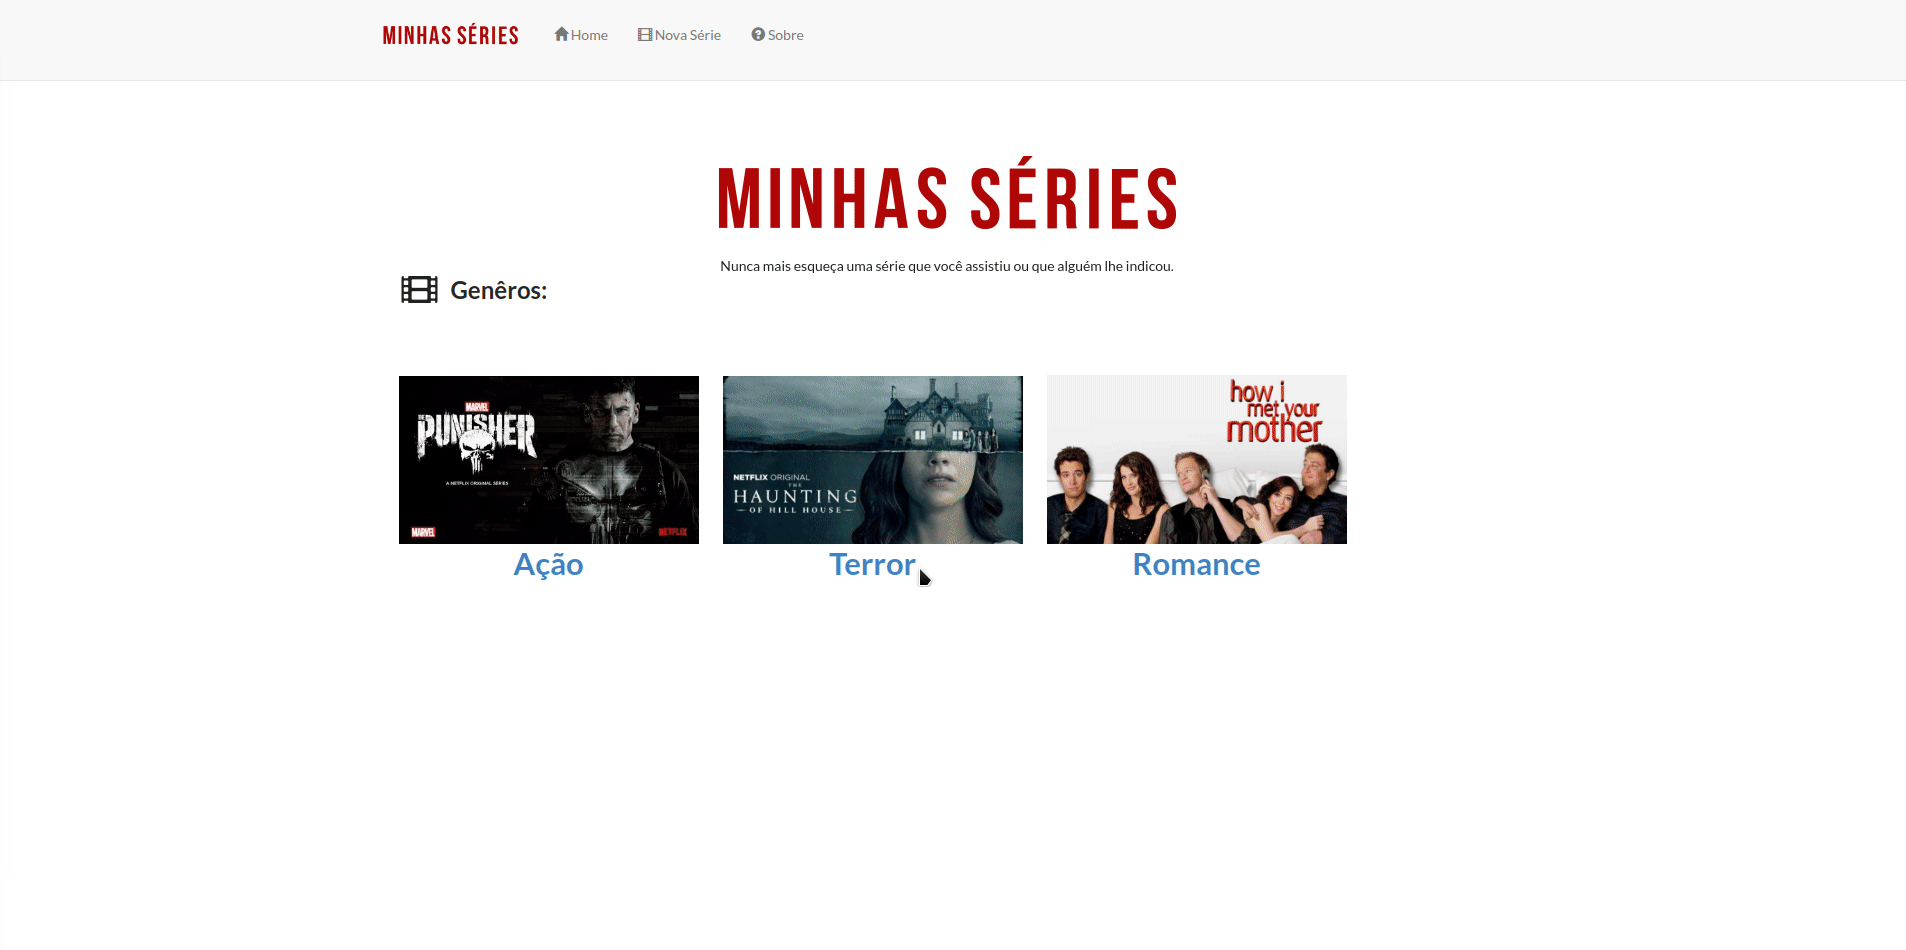 MINHAS SÉRIES
Home
Nova Série
Sobre
MINHAS SÉRIES
Nunca mais esqueça uma série que você assistiu ou que alguém lhe indicou.
Genêros:
MARVEL
THE
PUNISHER
A NETFLIX ORIGINAL SERIES
MARVEL
NETFLIX
NETFLIX ORIGINAL
THE
HAUNTING
OF HILL HOUSE
how i
met your
mother
Ação
Terror
Romance